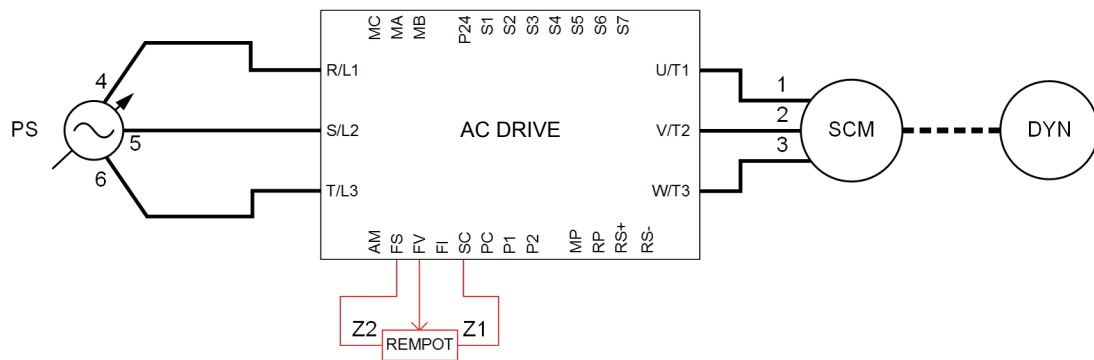 MC MA MB P24 S1 S2 S3 S4 S5 S6 S7
R/L1 U/T1
4 1
PS 5 S/L2 AC DRIVE V/T2 2 SCM DYN
3
6 T/L3 W/T3
AM FS FV FI SC PC P1 P2 MP RP RS+ RS-
Z2 Z1
REMPOT